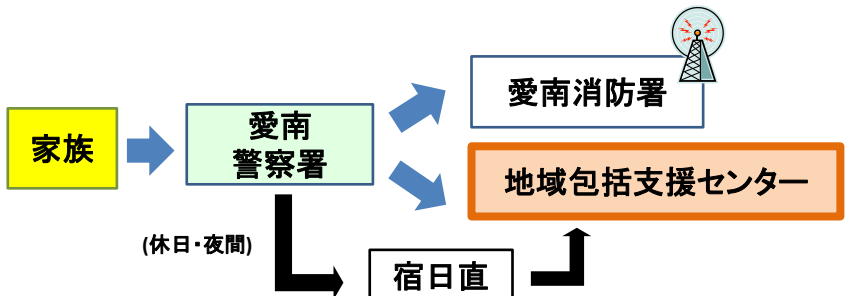 家族
愛南
警察署
愛南消防署
地域包括支援センター
(休日・夜間)
宿日直